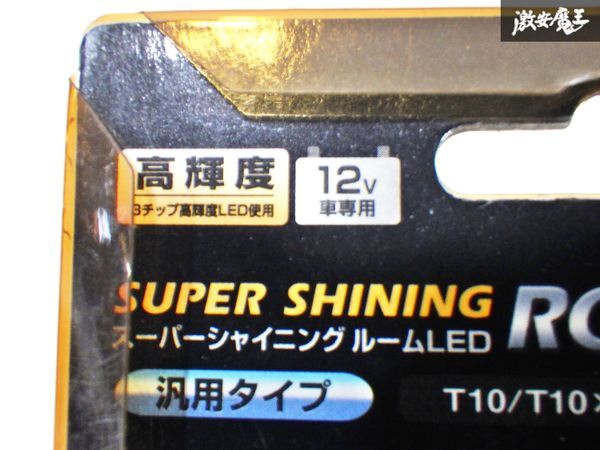 激安魔王
高輝度
3チップ高輝度LED使用
12V
車専用
SUPER SHINING
スーパーシャイニング ルームLED
汎用タイプ
T10/T10×